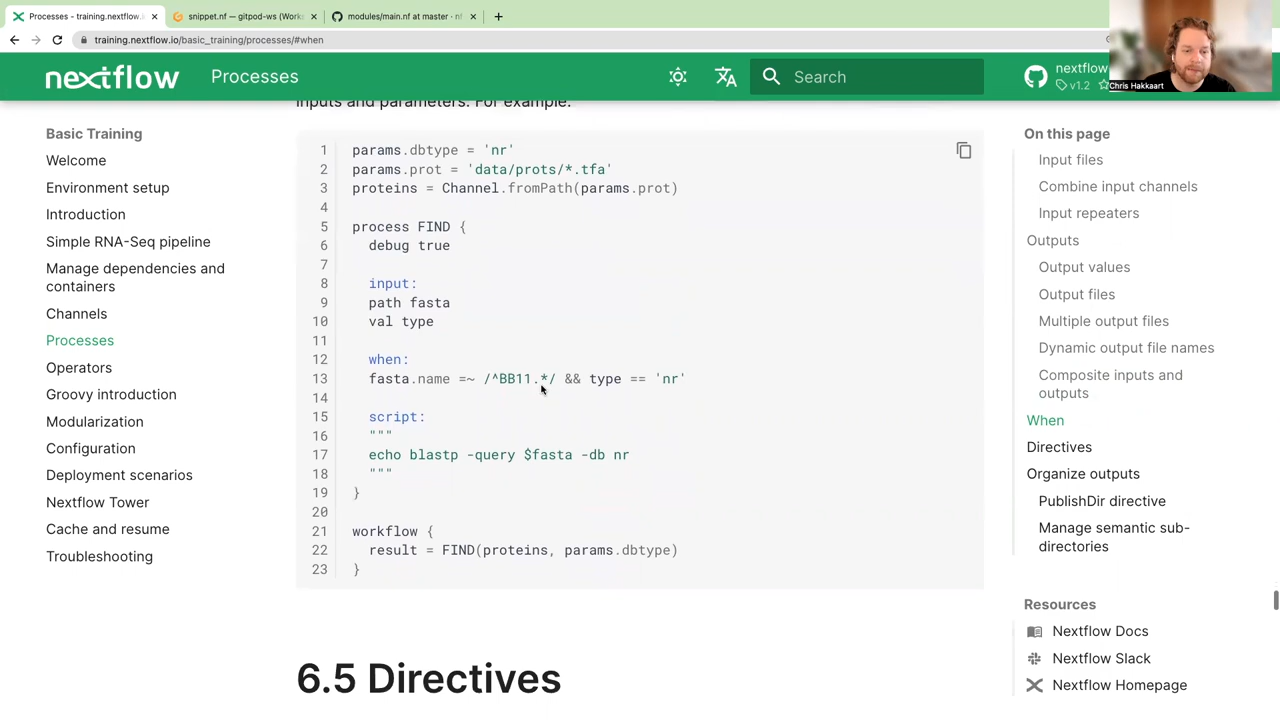 Processes - training.nextflow.i
snippet.nf — gitpod-ws (Works
modules/main.nf at master · nf
training.nextflow.io/basic_training/processes/#when
nextflow
Processes
Search
nextflow
v1.2
Chris Hakkaart
inputs and parameters. For example:
Basic Training
Welcome
Environment setup
Introduction
Simple RNA-Seq pipeline
Manage dependencies and
containers
Channels
Processes
Operators
Groovy introduction
Modularization
Configuration
Deployment scenarios
Nextflow Tower
Cache and resume
Troubleshooting
1 params.dbtype = 'nr'
2 params.prot = 'data/prots/*.tfa'
3 proteins = Channel.fromPath(params.prot)
4
5 process FIND {
6 debug true
7
8 input:
9 path fasta
10 val type
11
12 when:
13 fasta.name =~ /^BB11.*/ && type == 'nr'
14
15 script:
16 """
17 echo blastp -query $fasta -db nr
18 """
19 }
20
21 workflow {
22 result = FIND(proteins, params.dbtype)
23 }
6.5 Directives
On this page
Input files
Combine input channels
Input repeaters
Outputs
Output values
Output files
Multiple output files
Dynamic output file names
Composite inputs and
outputs
When
Directives
Organize outputs
PublishDir directive
Manage semantic sub-
directories
Resources
Nextflow Docs
Nextflow Slack
Nextflow Homepage